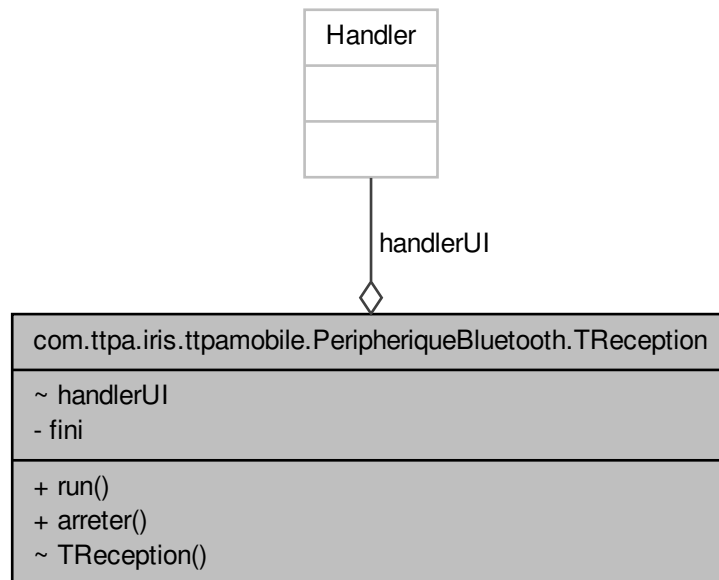 Handler
handlerUI
com.ttpa.iris.ttpamobile.PeripheriqueBluetooth.TReception
~ handlerUI
- fini
+ run()
+ arreter()
~ TReception()